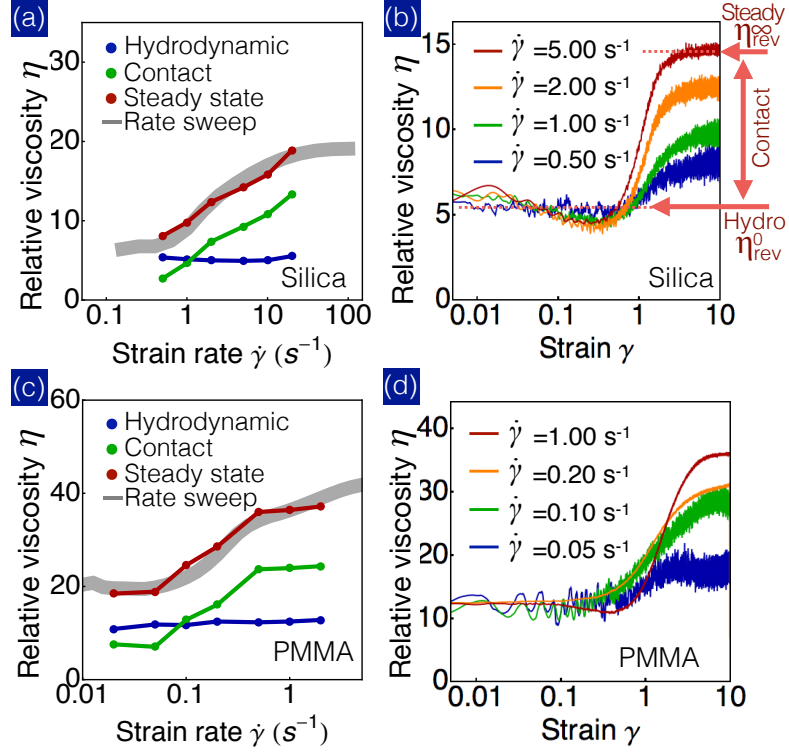 (a)
Relative viscosity η
30
20
10
0
Hydrodynamic
Contact
Steady state
Rate sweep
Silica
0.1
1
10
100
Strain rate γ̇ (s⁻¹)
(b)
Relative viscosity η
15
10
5
0
γ̇ =5.00 s⁻¹
γ̇ =2.00 s⁻¹
γ̇ =1.00 s⁻¹
γ̇ =0.50 s⁻¹
Silica
0.01
0.1
1
10
Strain γ
Steady
η∞rev
Contact
Hydro
η0rev
(c)
Relative viscosity η
60
40
20
0
Hydrodynamic
Contact
Steady state
Rate sweep
PMMA
0.01
0.1
1
Strain rate γ̇ (s⁻¹)
(d)
Relative viscosity η
40
30
20
10
0
γ̇ =1.00 s⁻¹
γ̇ =0.20 s⁻¹
γ̇ =0.10 s⁻¹
γ̇ =0.05 s⁻¹
PMMA
0.01
0.1
1
10
Strain γ